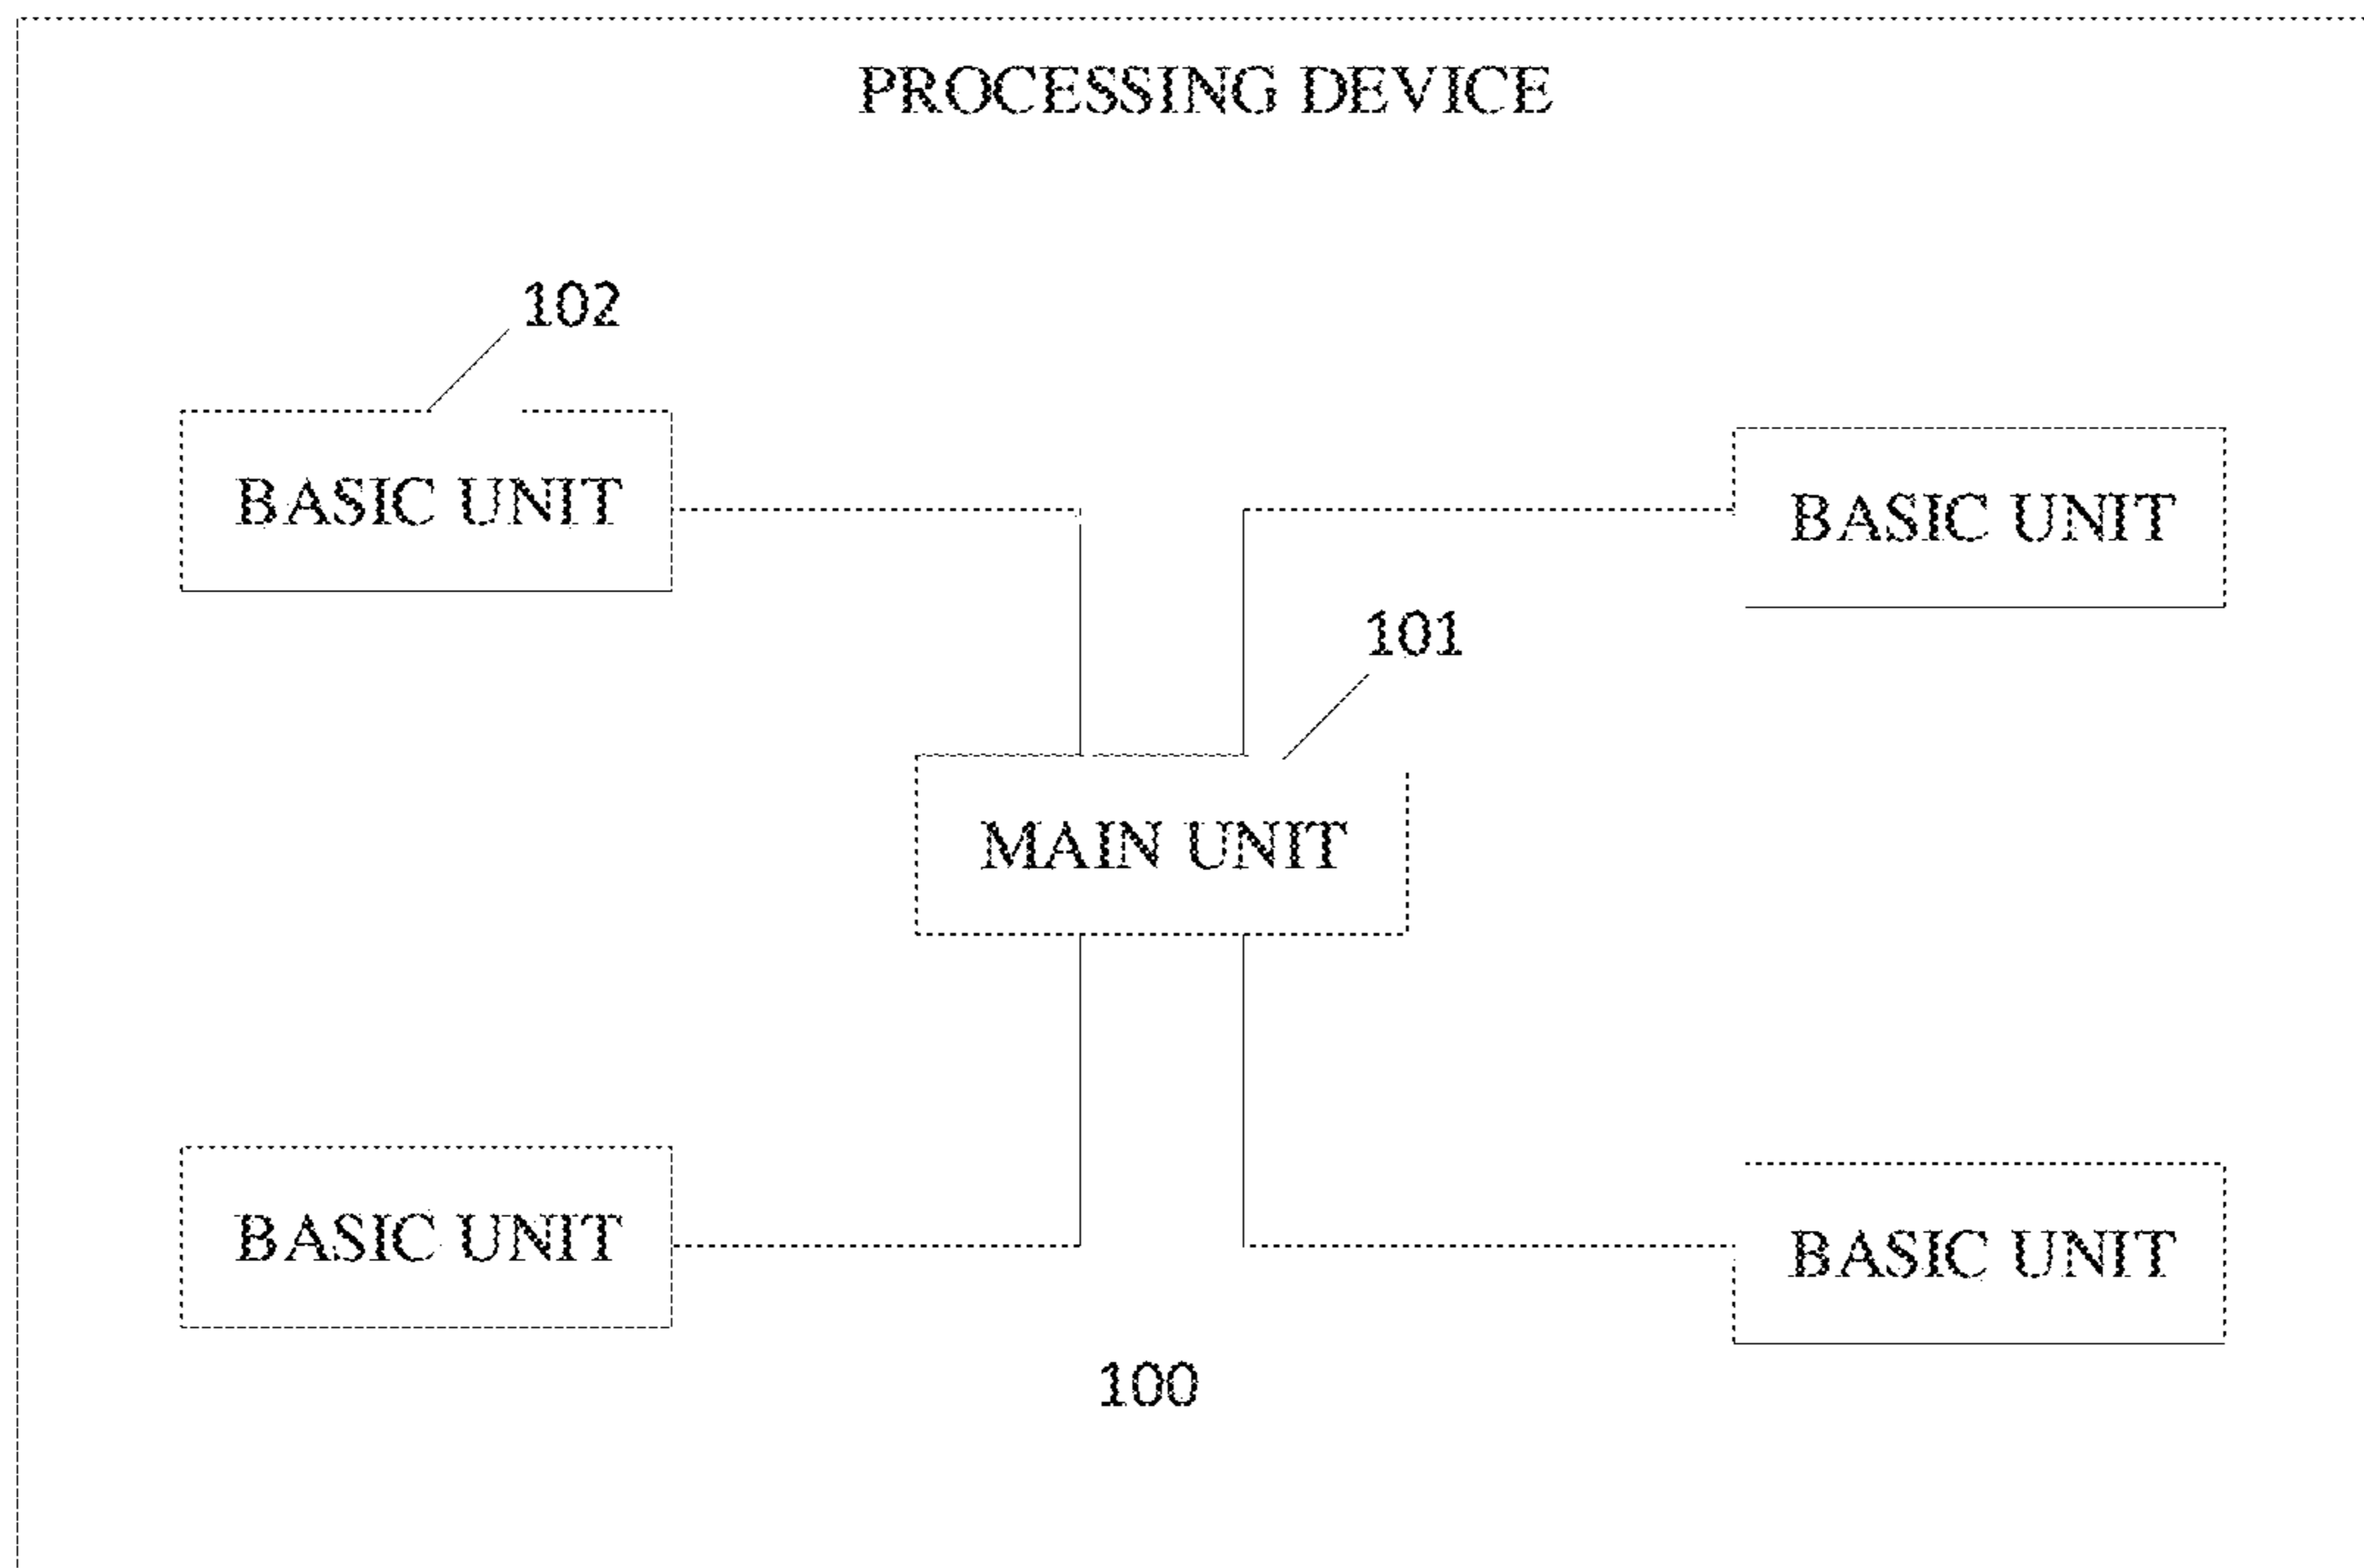 PROCESSING DEVICE
102
BASIC UNIT
BASIC UNIT
101
MAIN UNIT
BASIC UNIT
BASIC UNIT
100